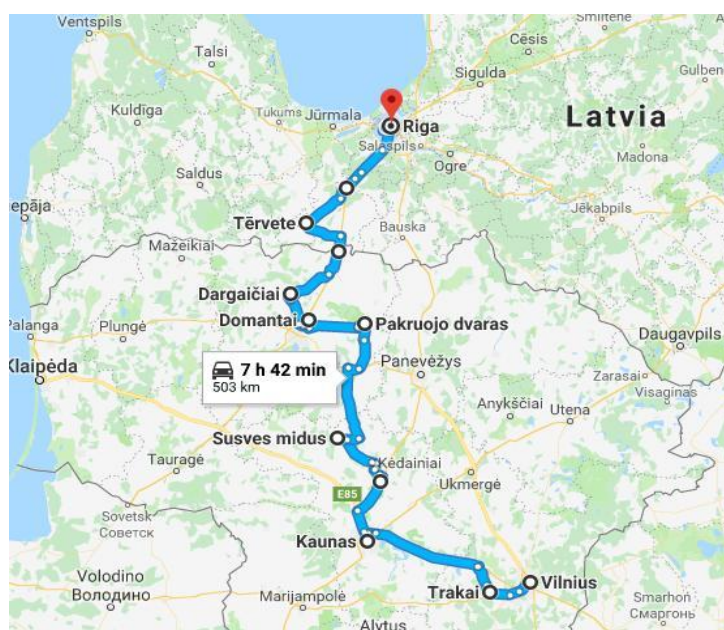 Ventspils
Smiltene
Cēsis
Talsi
Gulben
Sigulda
Kuldīga
Tukums
Jūrmala
Riga
Latvia
Salaspils
Ogre
Madona
Saldus
epāja
Jēkabpils
Tērvete
Bauska
Mažeikiai
Dargaičiai
Domantai
Pakruojo dvaras
Palanga
Plungė
Daugavpils
Klaipėda
7 h 42 min
503 km
Panevėžys
Zarasai
Visaginas
Anykščiai
Utena
Susves midus
Tauragė
Kėdainiai
Ukmergė
E85
Sovetsk
Советск
Kaunas
Volodino
Володино
Marijampolė
Trakai
Vilnius
Smarhoń
Смаргонь
Alytus